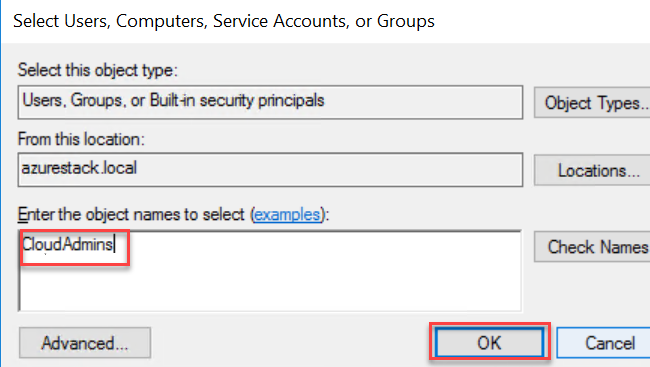 Select Users, Computers, Service Accounts, or Groups
Select this object type:
Users, Groups, or Built-in security principals
Object Types...
From this location:
azurestack.local
Locations...
Enter the object names to select (examples):
CloudAdmins
Check Names
Advanced...
OK
Cancel